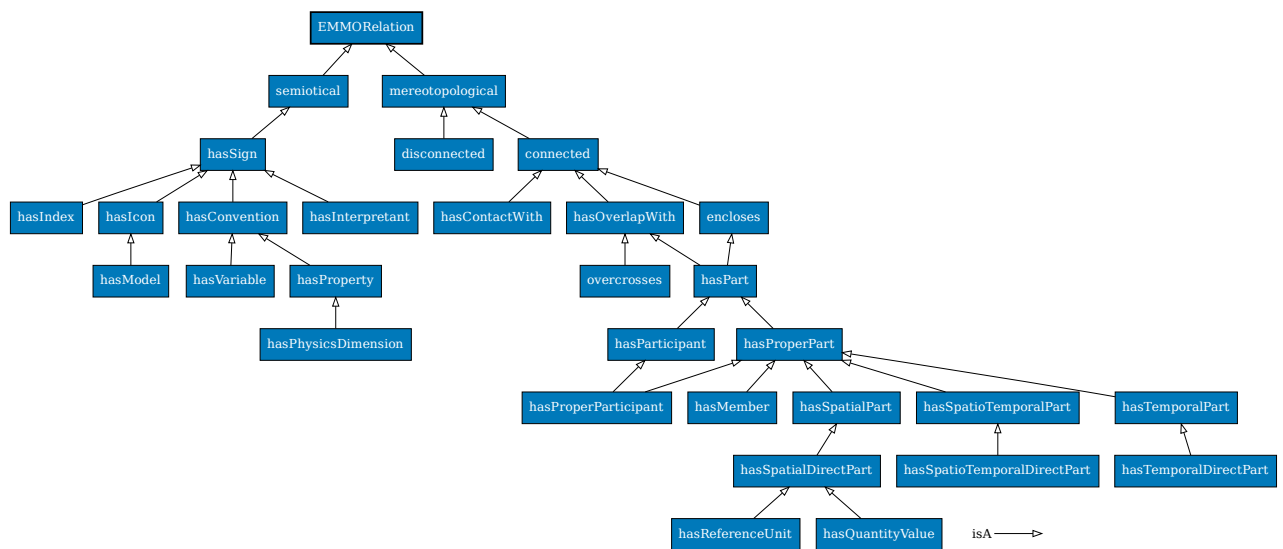 EMMORelation
semiotical
mereotopological
hasSign
disconnected
connected
hasIndex
hasIcon
hasConvention
hasInterpretant
hasContactWith
hasOverlapWith
encloses
hasModel
hasVariable
hasProperty
overcrosses
hasPart
hasPhysicsDimension
hasParticipant
hasProperPart
hasProperParticipant
hasMember
hasSpatialPart
hasSpatioTemporalPart
hasTemporalPart
hasSpatialDirectPart
hasSpatioTemporalDirectPart
hasTemporalDirectPart
hasReferenceUnit
hasQuantityValue
isA